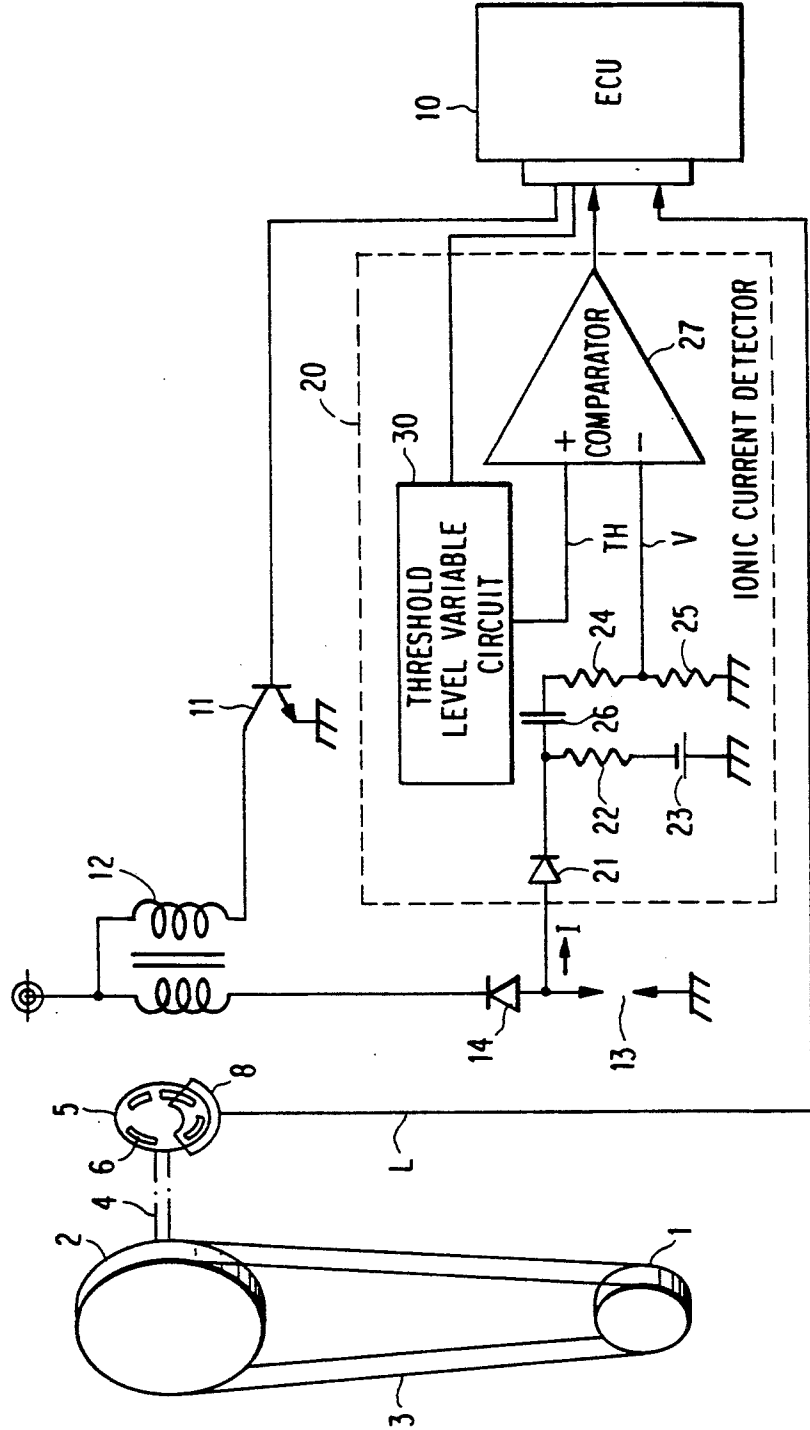 1
2
3
4
5
6
8
L
10
ECU
11
12
13
14
I
20
30
THRESHOLD
LEVEL VARIABLE
CIRCUIT
21
22
23
24
25
26
27
TH
V
+
−
COMPARATOR
IONIC CURRENT DETECTOR